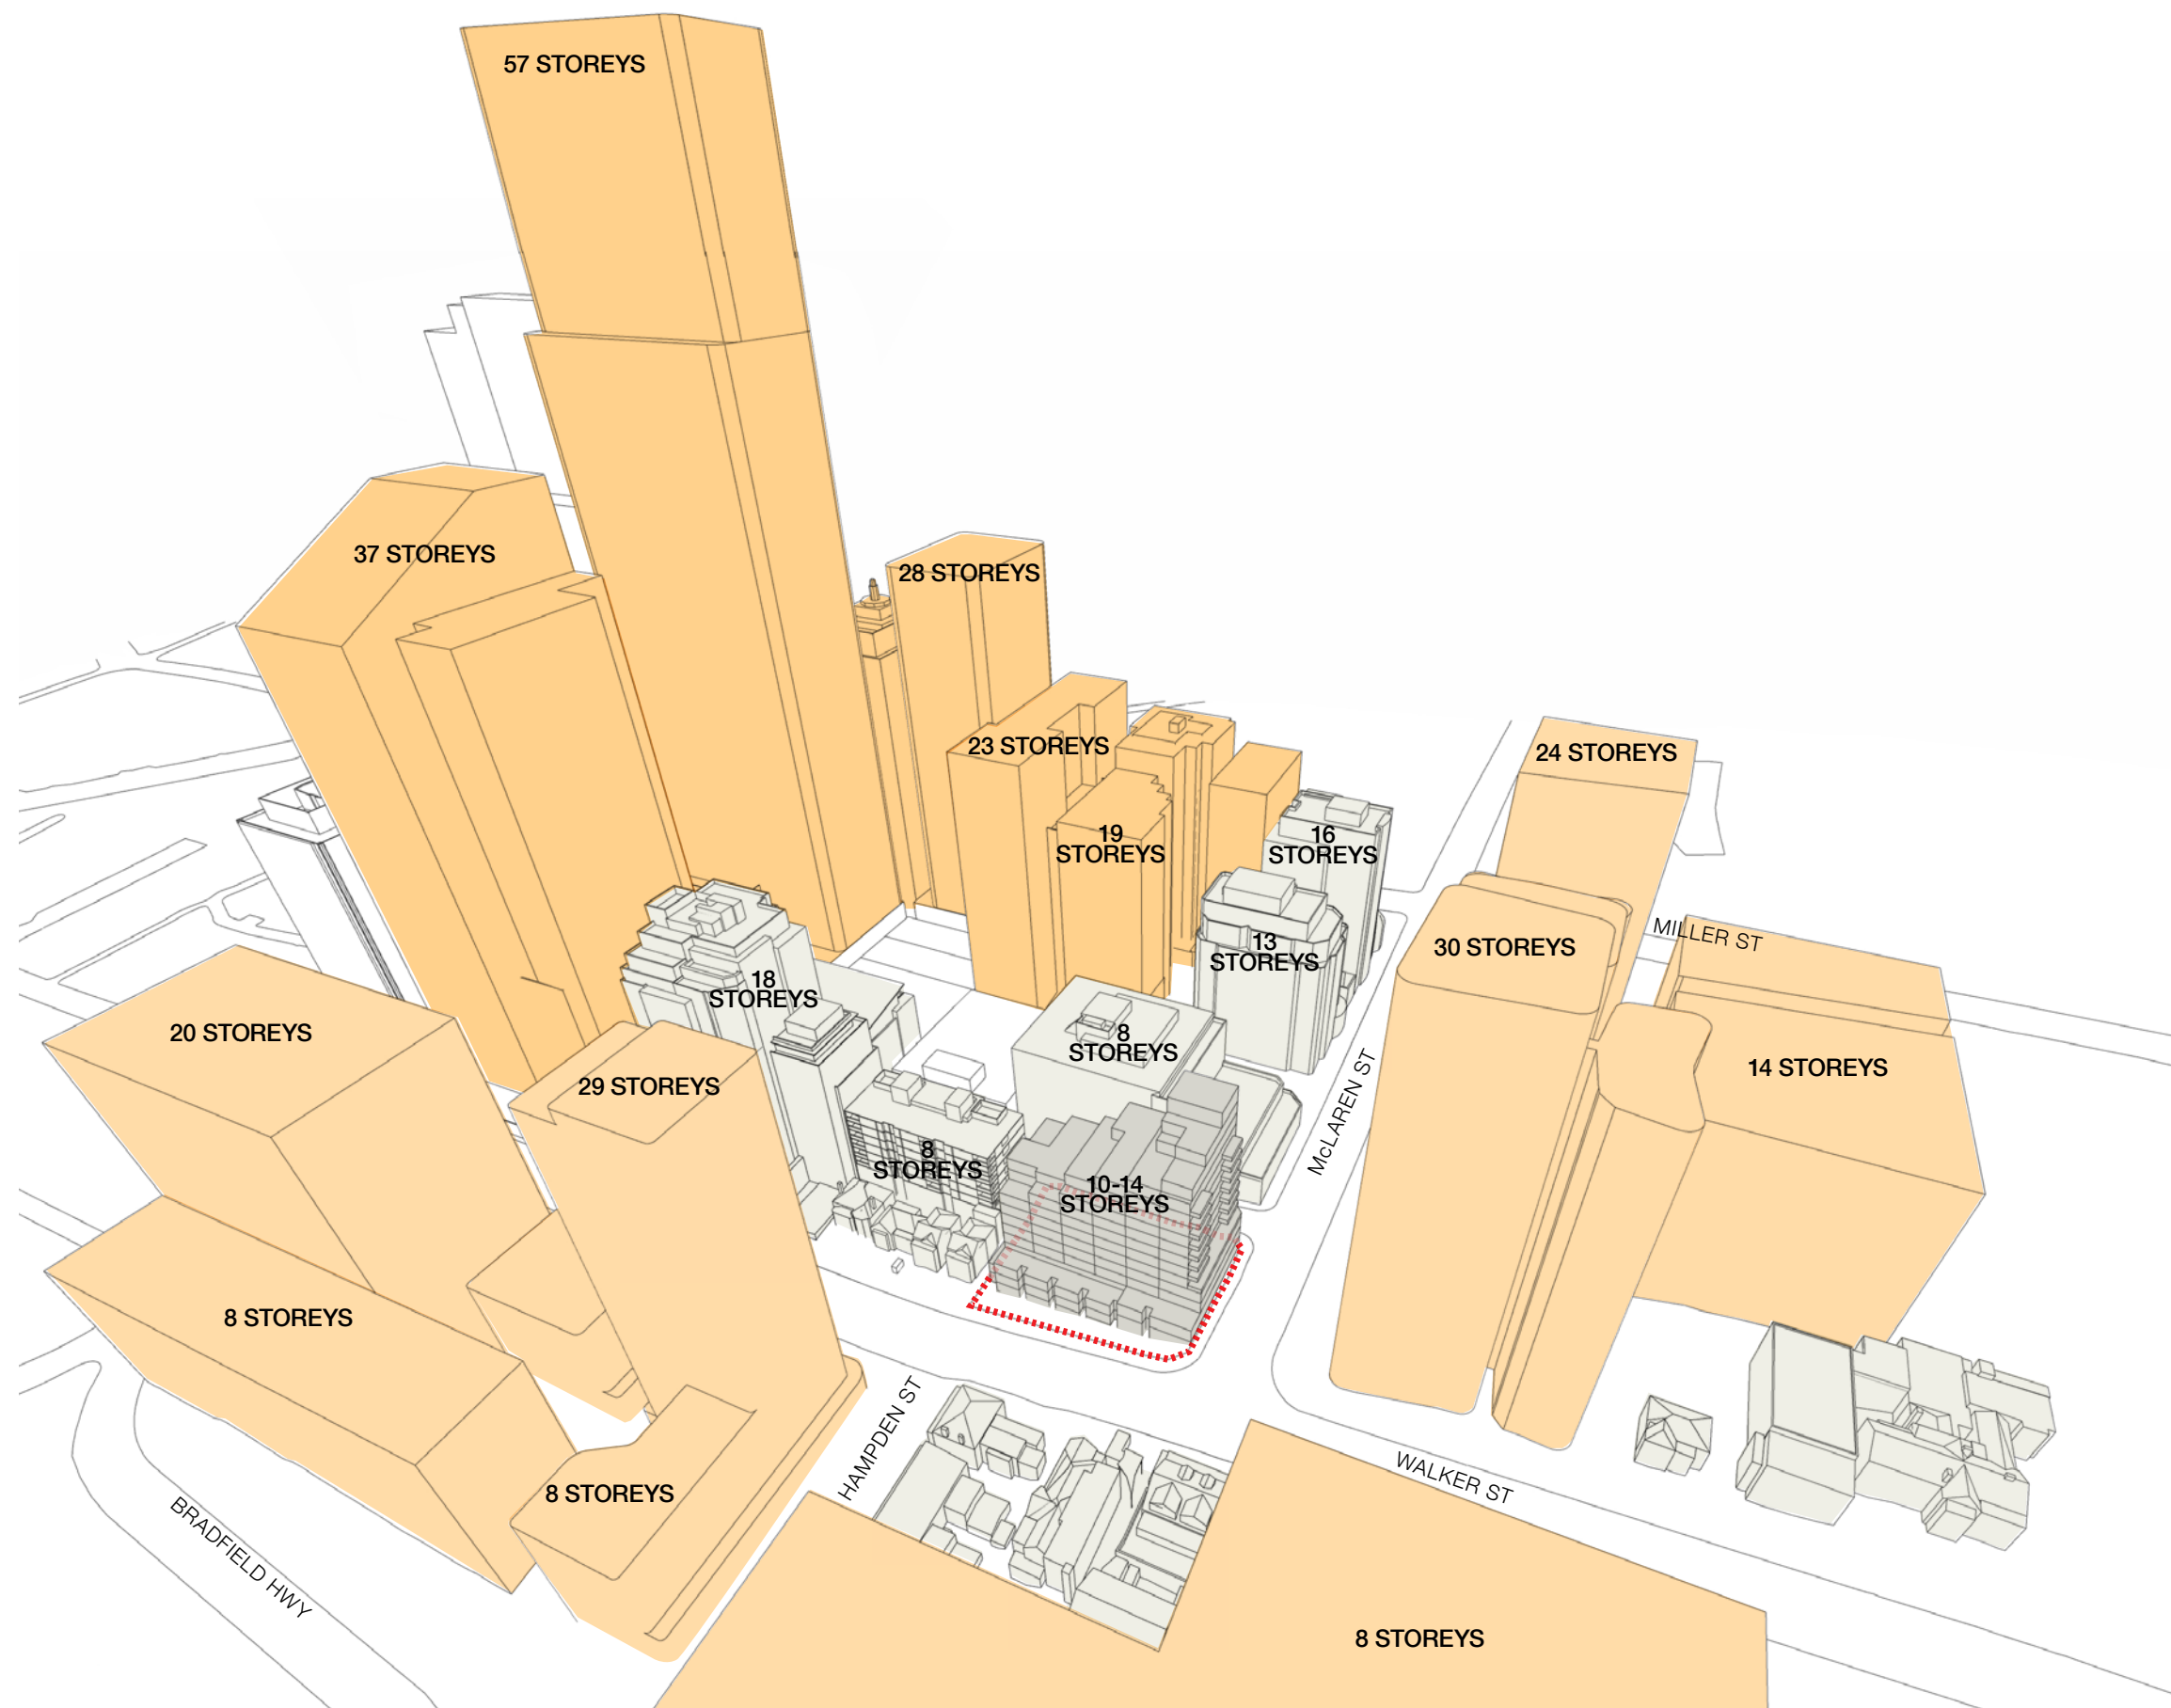 57 STOREYS
37 STOREYS
28 STOREYS
23 STOREYS
24 STOREYS
19
STOREYS
16
STOREYS
MILLER ST
30 STOREYS
13
STOREYS
18
STOREYS
20 STOREYS
8
STOREYS
14 STOREYS
29 STOREYS
McLAREN ST
8
STOREYS
10-14
STOREYS
8 STOREYS
HAMPDEN ST
WALKER ST
8 STOREYS
BRADFIELD HWY
8 STOREYS